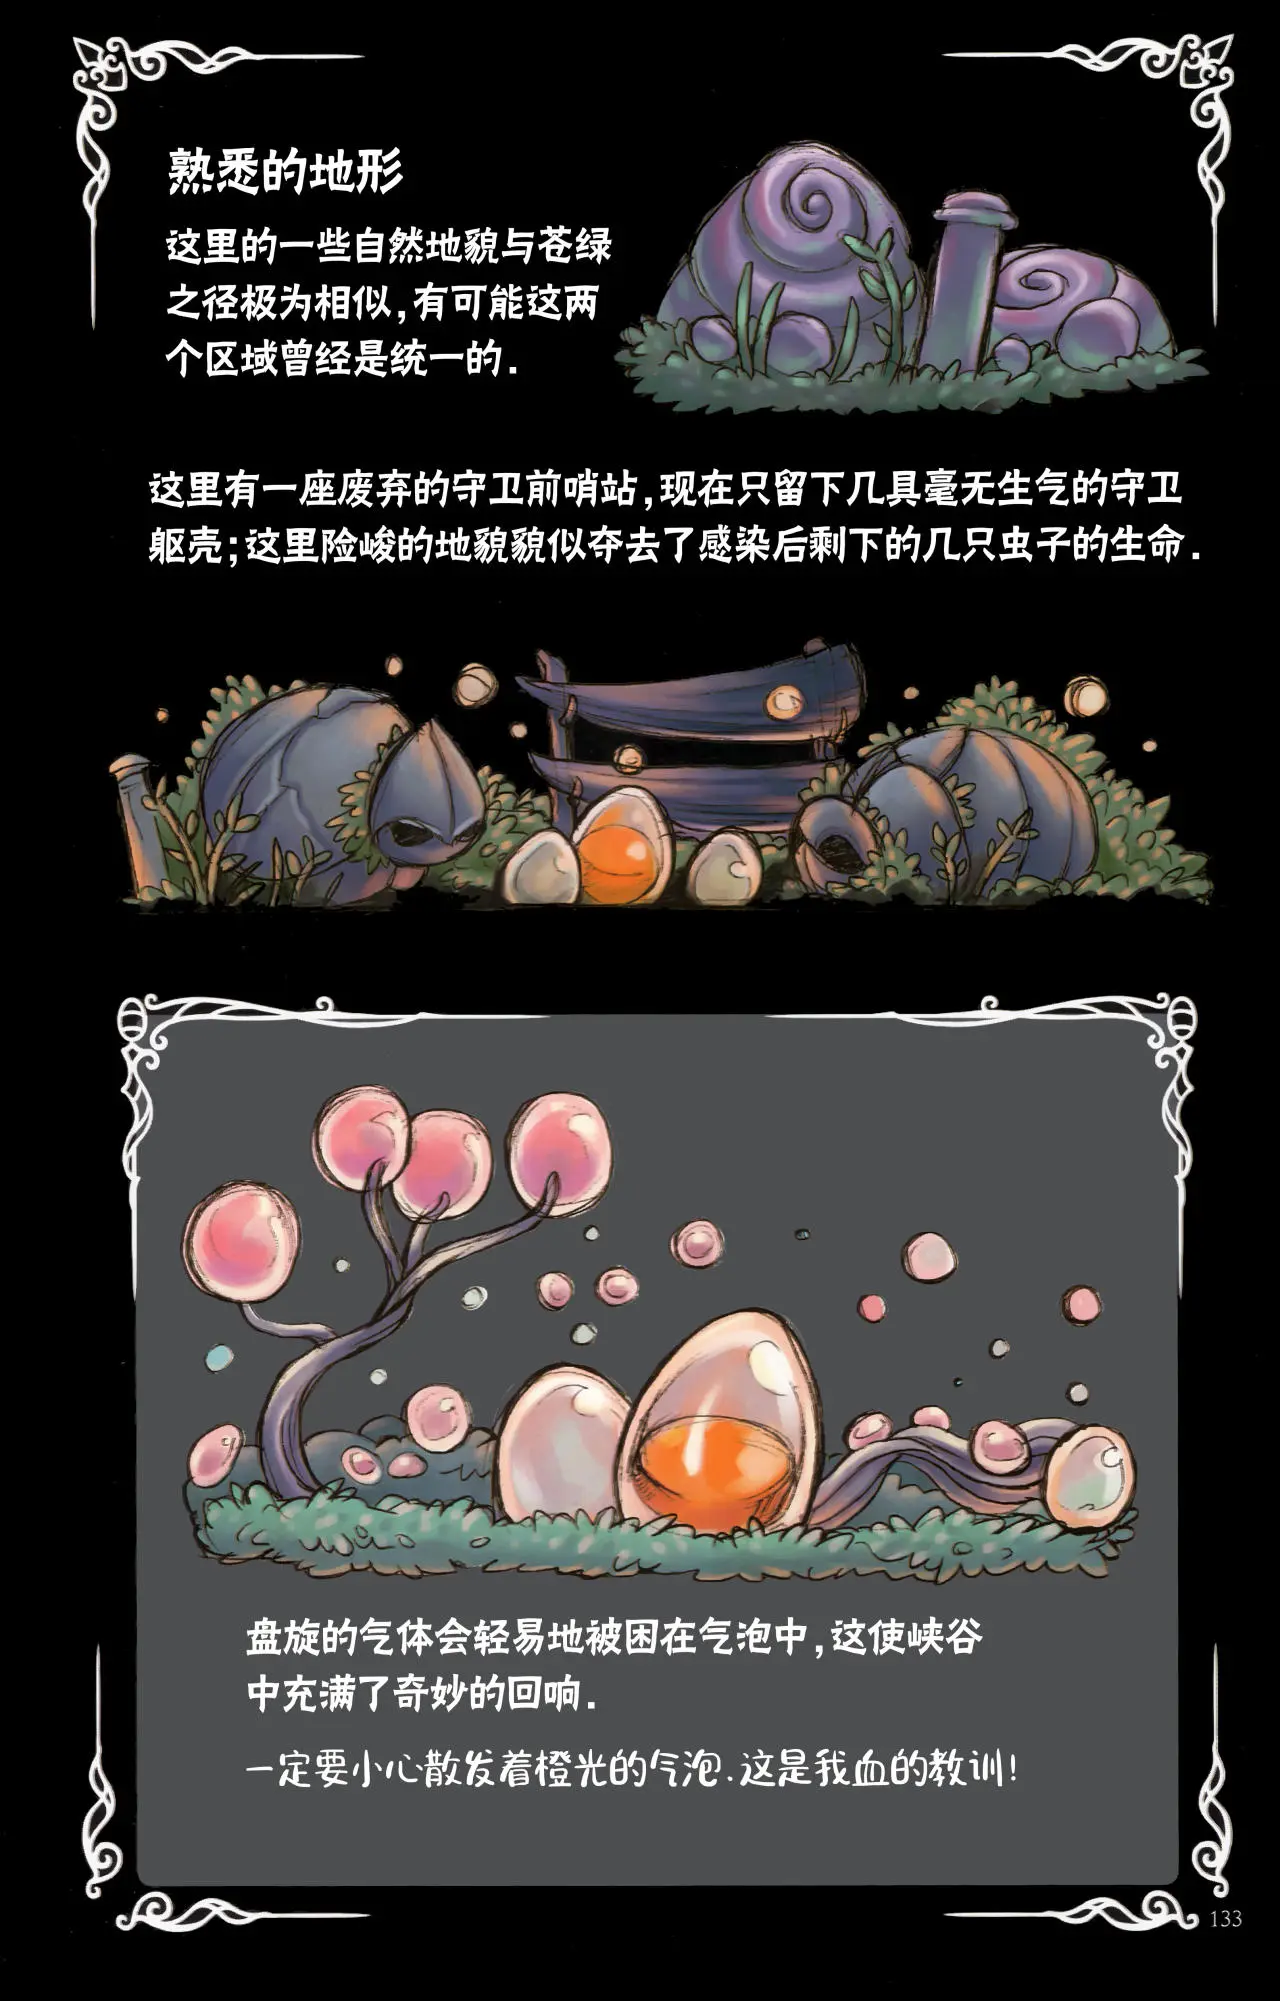 熟悉的地形
这里的一些自然地貌与苍绿
之径极为相似,有可能这两
个区域曾经是统一的.
这里有一座废弃的守卫前哨站,现在只留下几具毫无生气的守卫
躯壳;这里险峻的地貌貌似夺去了感染后剩下的几只虫子的生命.
盘旋的气体会轻易地被困在气泡中,这使峡谷
中充满了奇妙的回响.
一定要小心散发着橙光的气泡.这是我血的教训!
133